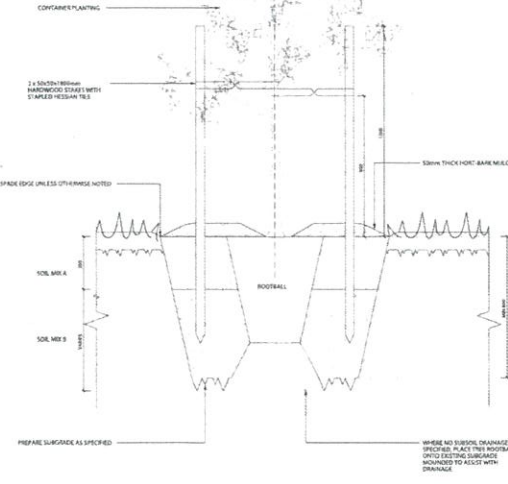 CONTAINER PLANTING
2 x 50x50x1800mm
HARDWOOD STAKES WITH
STAPLED HESSIAN TIES
50mm THICK HORT-BARK MULC
SPADE EDGE UNLESS OTHERWISE NOTED
SOIL MIX A
ROOTBALL
SOIL MIX B
PREPARE SUBGRADE AS SPECIFIED
WHERE NO SUBSOIL DRAINAGE
SPECIFIED, PLACE TREE ROOTBA
ONTO EXISTING SUBGRADE
MOUNDED TO ASSIST WITH
DRAINAGE